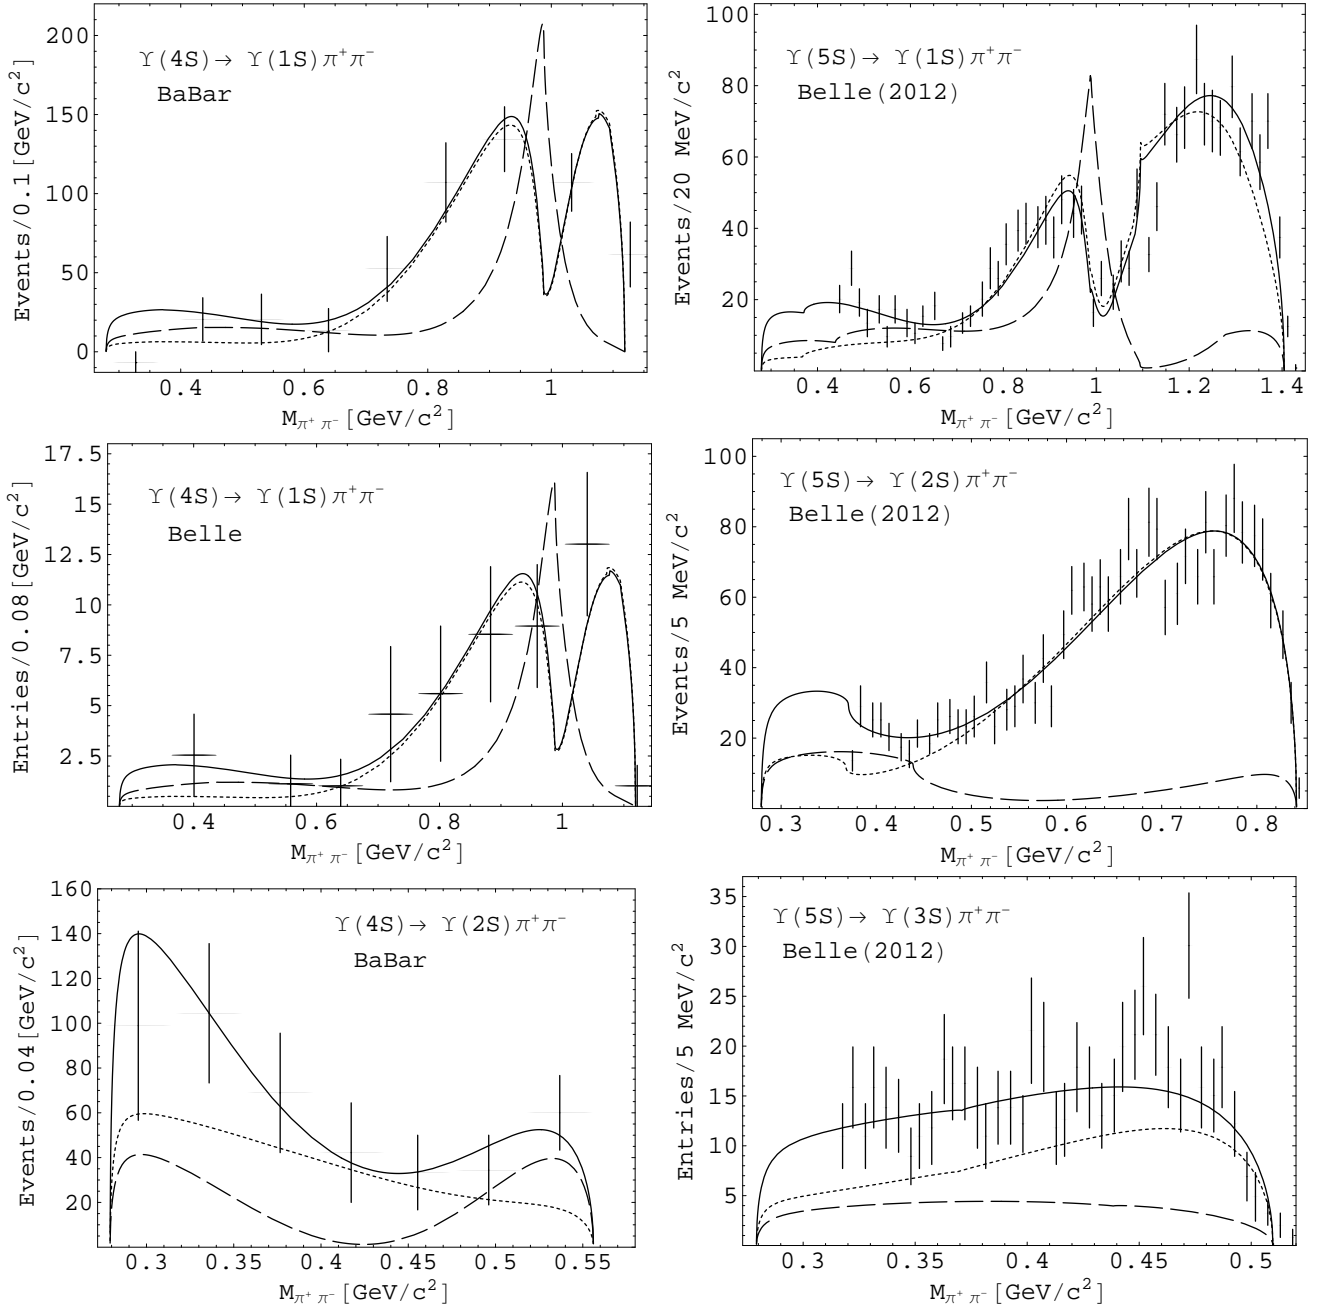 Υ(4S)→ Υ(1S)π⁺π⁻
BaBar
Events/0.1[GeV/c²]
200
150
100
50
0
0.4 0.6 0.8 1
M π⁺ π⁻ [GeV/c²]
Υ(5S)→ Υ(1S)π⁺π⁻
Belle(2012)
Events/20 MeV/c²
100
80
60
40
20
0.4 0.6 0.8 1 1.2 1.4
M π⁺ π⁻ [GeV/c²]
Υ(4S)→ Υ(1S)π⁺π⁻
Belle
Entries/0.08[GeV/c²]
17.5
15
12.5
10
7.5
5
2.5
0.4 0.6 0.8 1
M π⁺ π⁻ [GeV/c²]
Υ(5S)→ Υ(2S)π⁺π⁻
Belle(2012)
Events/5 MeV/c²
100
80
60
40
20
0.3 0.4 0.5 0.6 0.7 0.8
M π⁺ π⁻ [GeV/c²]
Υ(4S)→ Υ(2S)π⁺π⁻
BaBar
Events/0.04[GeV/c²]
160
140
120
100
80
60
40
20
0.3 0.35 0.4 0.45 0.5 0.55
M π⁺ π⁻ [GeV/c²]
Υ(5S)→ Υ(3S)π⁺π⁻
Belle(2012)
Entries/5 MeV/c²
35
30
25
20
15
10
5
0.3 0.35 0.4 0.45 0.5
M π⁺ π⁻ [GeV/c²]